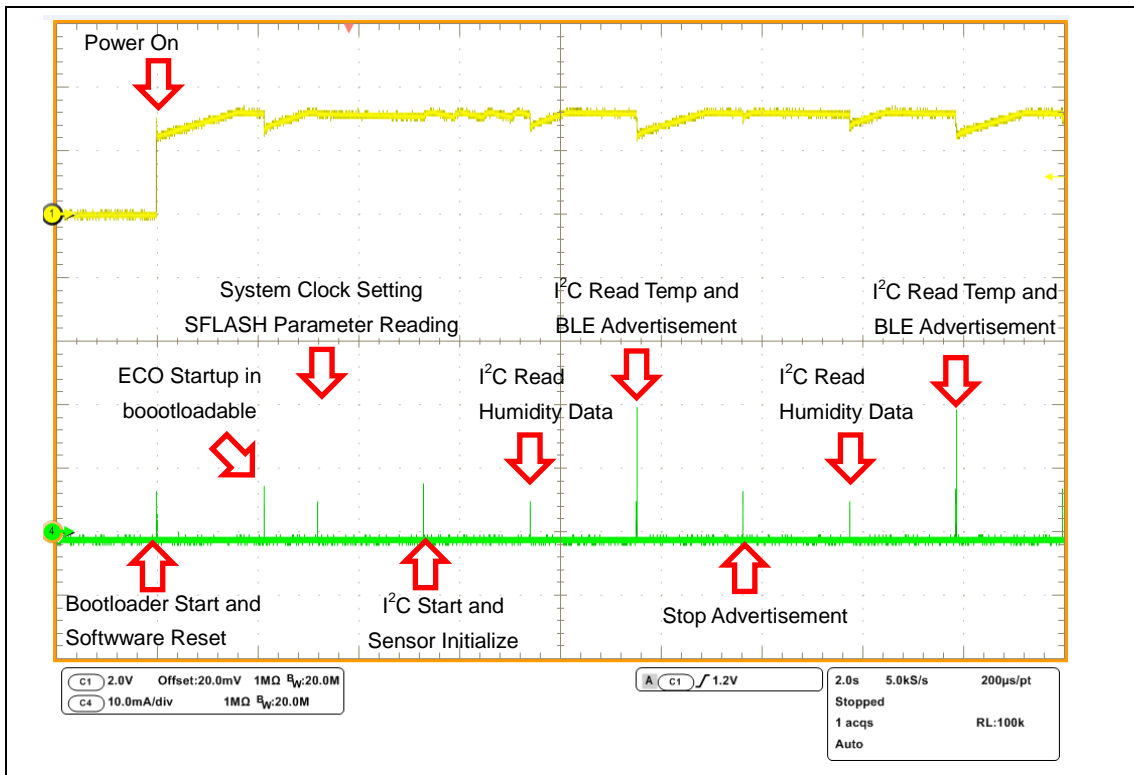 Power On
1
System Clock Setting
SFLASH Parameter Reading
I²C Read Temp and
BLE Advertisement
I²C Read Temp and
BLE Advertisement
ECO Startup in
boootloadable
I²C Read
Humidity Data
I²C Read
Humidity Data
4
Bootloader Start and
Softwware Reset
I²C Start and
Sensor Initialize
Stop Advertisement
C1 2.0V Offset:20.0mV 1MΩ BW:20.0M
C4 10.0mA/div 1MΩ BW:20.0M
A C1 1.2V
2.0s 5.0kS/s 200µs/pt
Stopped
1 acqs RL:100k
Auto